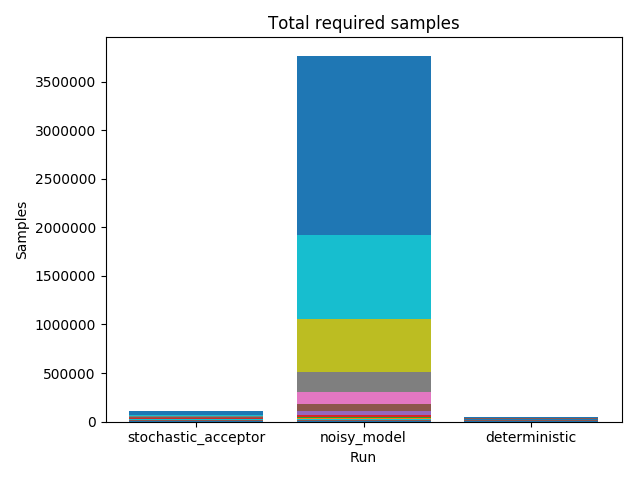 Total required samples
Samples
3500000
3000000
2500000
2000000
1500000
1000000
500000
0
stochastic_acceptor
noisy_model
deterministic
Run